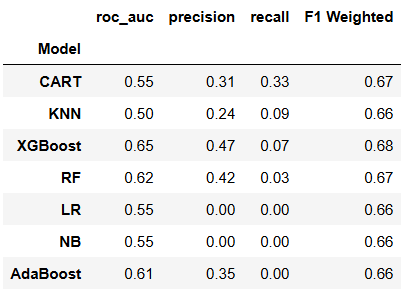 roc_auc precision recall F1 Weighted
Model
CART 0.55 0.31 0.33 0.67
KNN 0.50 0.24 0.09 0.66
XGBoost 0.65 0.47 0.07 0.68
RF 0.62 0.42 0.03 0.67
LR 0.55 0.00 0.00 0.66
NB 0.55 0.00 0.00 0.66
AdaBoost 0.61 0.35 0.00 0.66